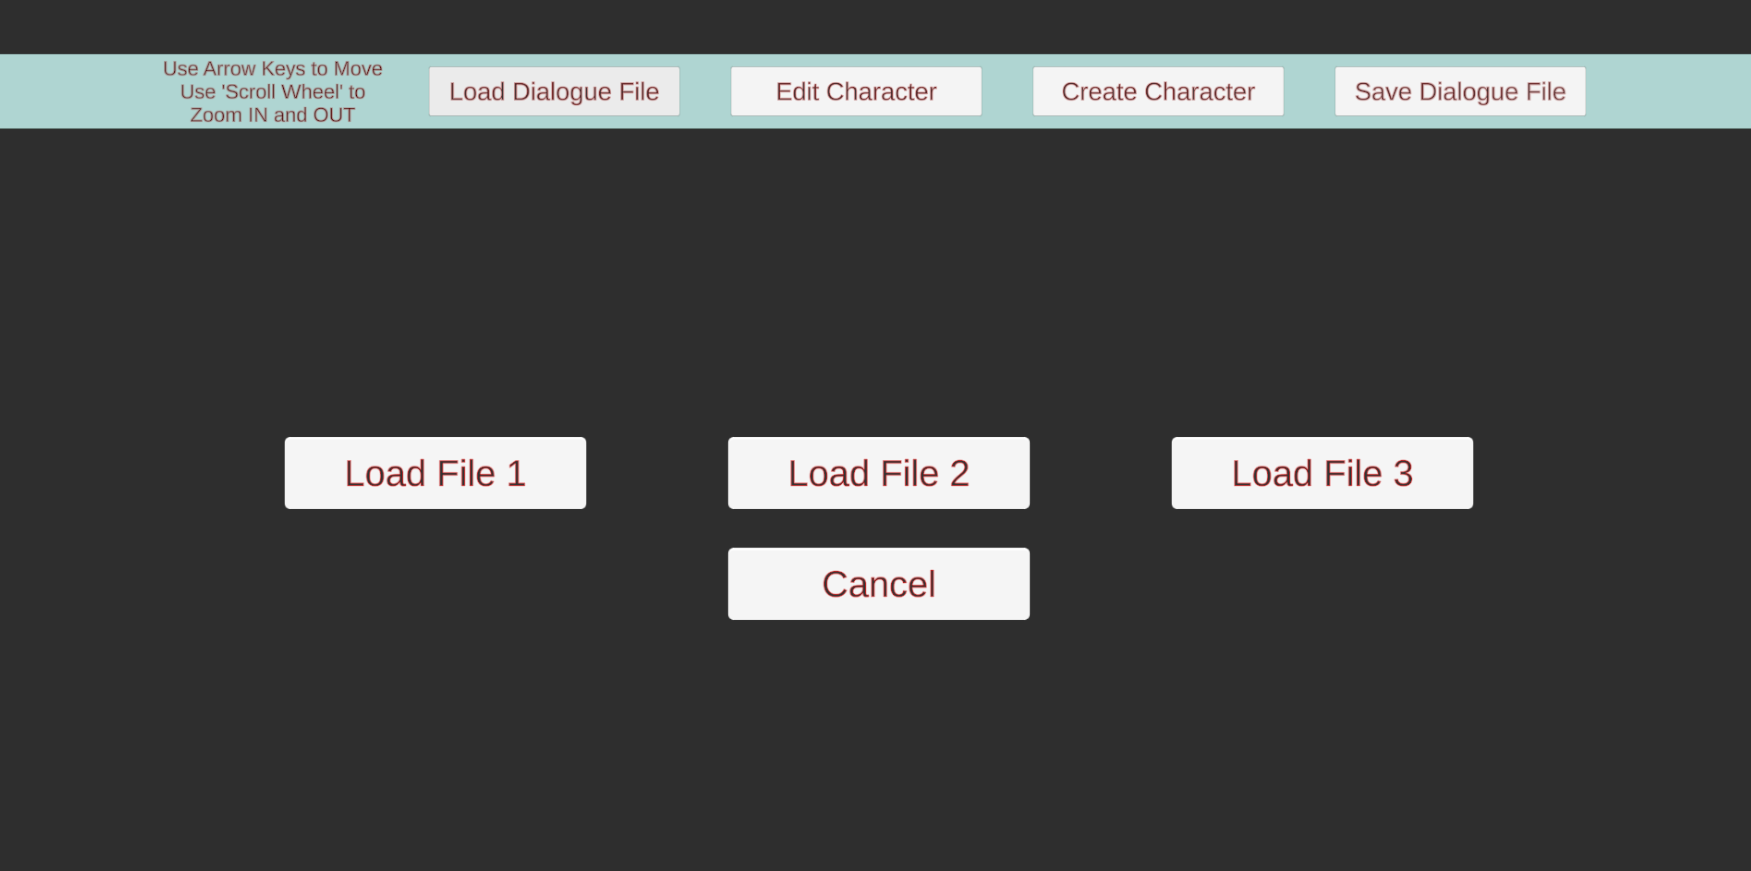 Use Arrow Keys to Move
Use 'Scroll Wheel' to
Zoom IN and OUT
Load Dialogue File
Edit Character
Create Character
Save Dialogue File
Load File 1
Load File 2
Load File 3
Cancel